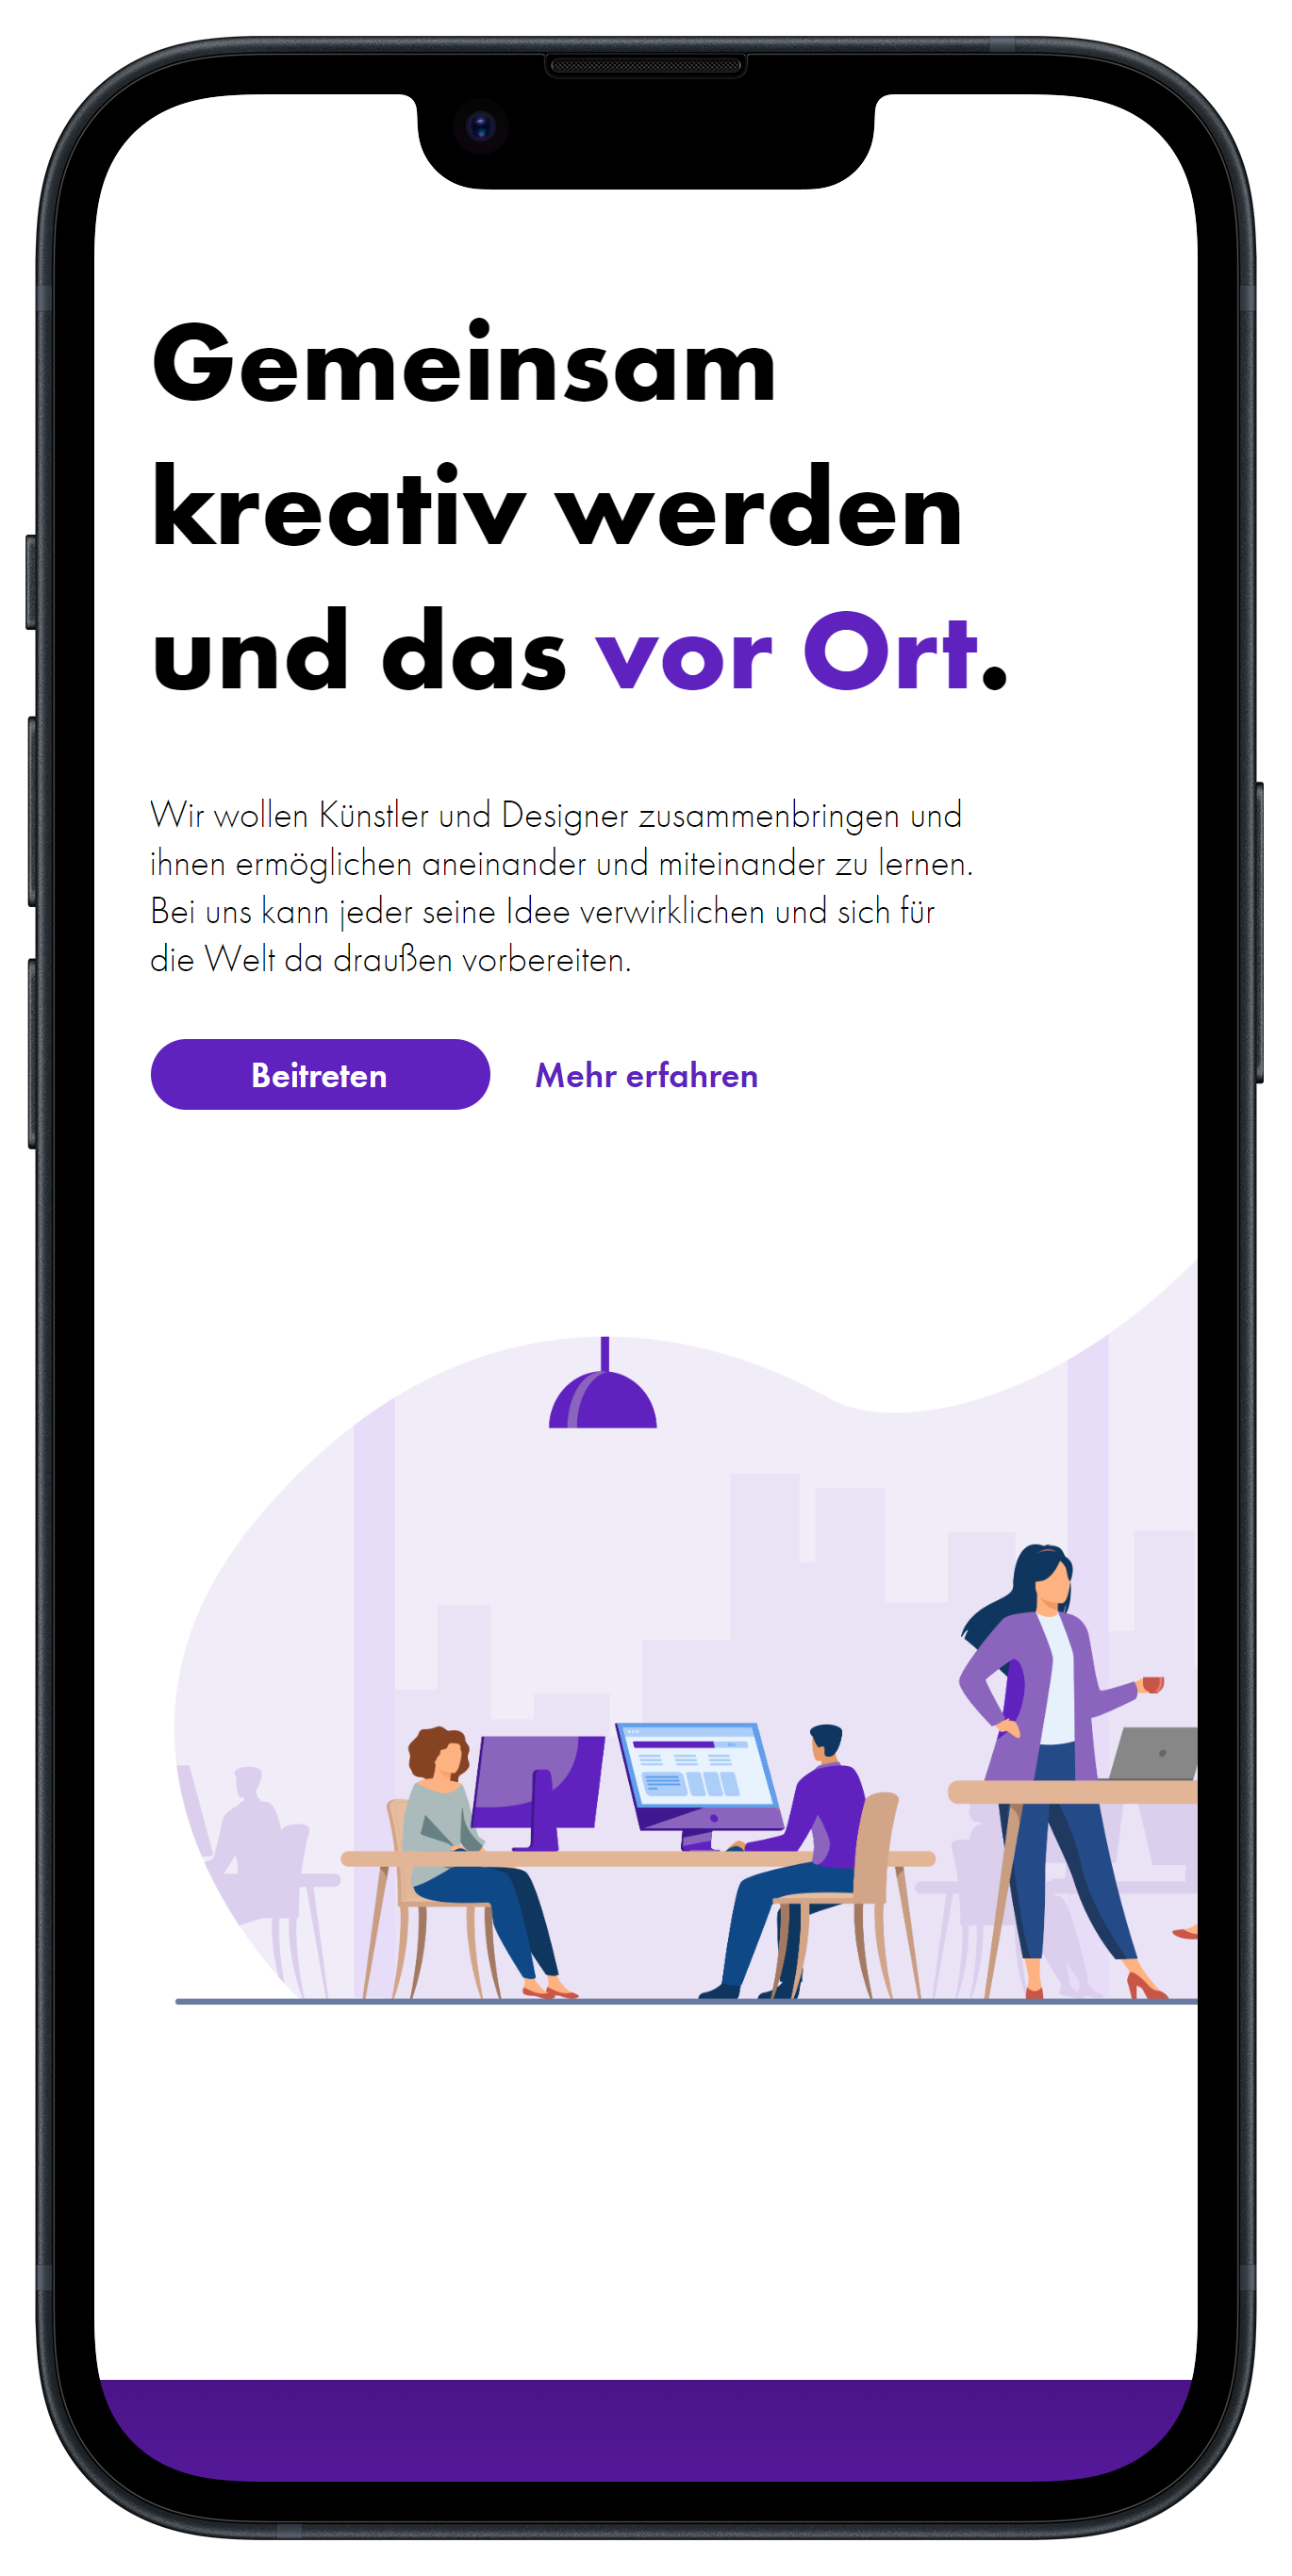 Gemeinsam
kreativ werden
und das vor Ort.
Wir wollen Künstler und Designer zusammenbringen und
ihnen ermöglichen aneinander und miteinander zu lernen.
Bei uns kann jeder seine Idee verwirklichen und sich für
die Welt da draußen vorbereiten.
Beitreten
Mehr erfahren